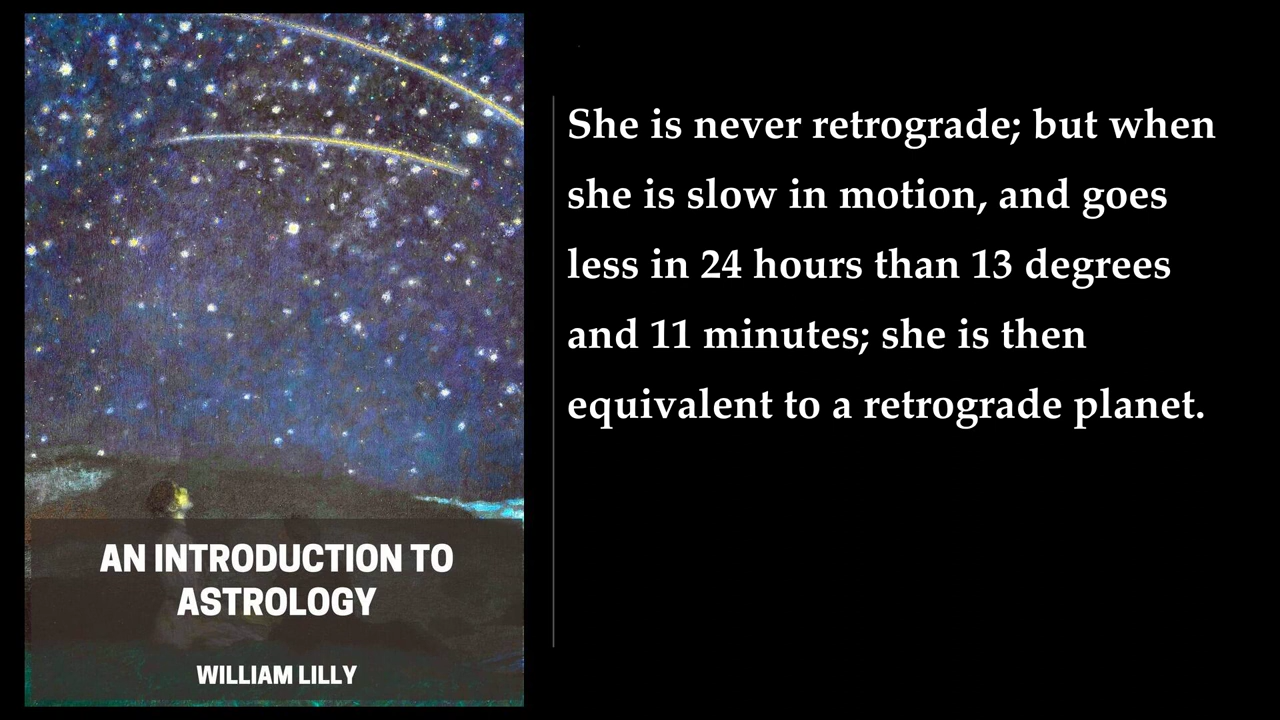 She is never retrograde; but when
she is slow in motion, and goes
less in 24 hours than 13 degrees
and 11 minutes; she is then
equivalent to a retrograde planet.
AN INTRODUCTION TO
ASTROLOGY
WILLIAM LILLY